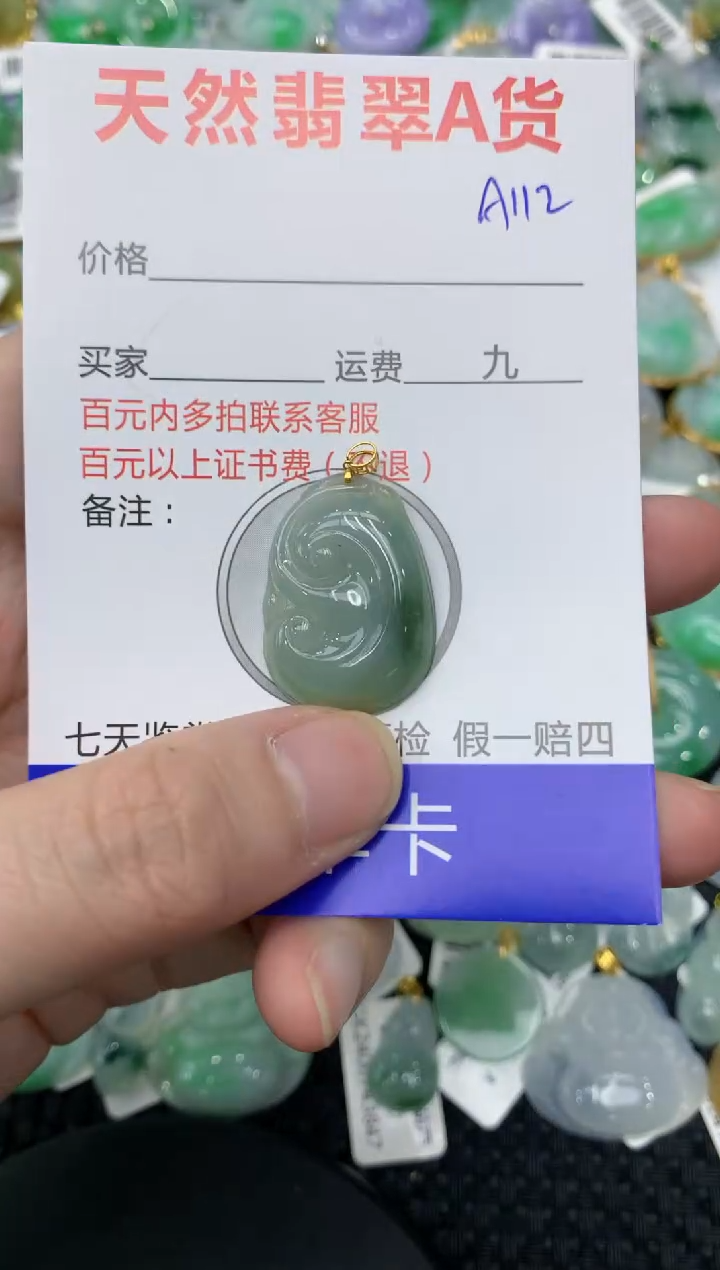 天然翡翠A货
A112
价格
买家 运费 九
百元内多拍联系客服
百元以上证书费( 退)
备注:
七天鉴 检 假一赔四
卡